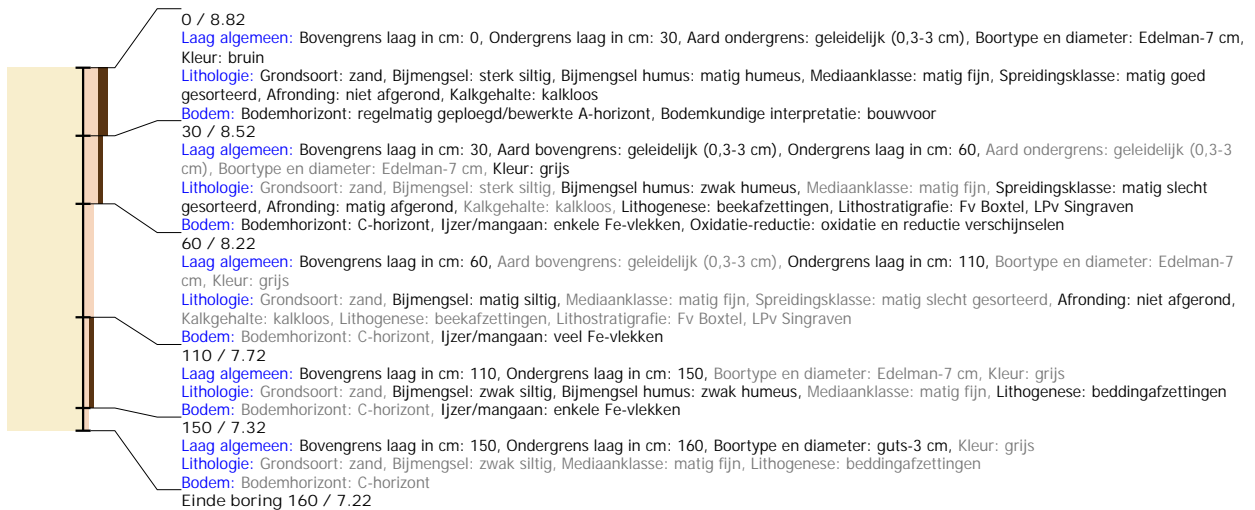 0 / 8.82
Laag algemeen: Bovengrens laag in cm: 0, Ondergrens laag in cm: 30, Aard ondergrens: geleidelijk (0,3-3 cm), Boortype en diameter: Edelman-7 cm,
Kleur: bruin
Lithologie: Grondsoort: zand, Bijmengsel: sterk siltig, Bijmengsel humus: matig humeus, Mediaanklasse: matig fijn, Spreidingsklasse: matig goed
gesorteerd, Afronding: niet afgerond, Kalkgehalte: kalkloos
Bodem: Bodemhorizont: regelmatig geploegd/bewerkte A-horizont, Bodemkundige interpretatie: bouwvoor
30 / 8.52
Laag algemeen: Bovengrens laag in cm: 30, Aard bovengrens: geleidelijk (0,3-3 cm), Ondergrens laag in cm: 60, Aard ondergrens: geleidelijk (0,3-3
cm), Boortype en diameter: Edelman-7 cm, Kleur: grijs
Lithologie: Grondsoort: zand, Bijmengsel: sterk siltig, Bijmengsel humus: zwak humeus, Mediaanklasse: matig fijn, Spreidingsklasse: matig slecht
gesorteerd, Afronding: matig afgerond, Kalkgehalte: kalkloos, Lithogenese: beekafzettingen, Lithostratigrafie: Fv Boxtel, LPv Singraven
Bodem: Bodemhorizont: C-horizont, Ijzer/mangaan: enkele Fe-vlekken, Oxidatie-reductie: oxidatie en reductie verschijnselen
60 / 8.22
Laag algemeen: Bovengrens laag in cm: 60, Aard bovengrens: geleidelijk (0,3-3 cm), Ondergrens laag in cm: 110, Boortype en diameter: Edelman-7
cm, Kleur: grijs
Lithologie: Grondsoort: zand, Bijmengsel: matig siltig, Mediaanklasse: matig fijn, Spreidingsklasse: matig slecht gesorteerd, Afronding: niet afgerond,
Kalkgehalte: kalkloos, Lithogenese: beekafzettingen, Lithostratigrafie: Fv Boxtel, LPv Singraven
Bodem: Bodemhorizont: C-horizont, Ijzer/mangaan: veel Fe-vlekken
110 / 7.72
Laag algemeen: Bovengrens laag in cm: 110, Ondergrens laag in cm: 150, Boortype en diameter: Edelman-7 cm, Kleur: grijs
Lithologie: Grondsoort: zand, Bijmengsel: zwak siltig, Bijmengsel humus: zwak humeus, Mediaanklasse: matig fijn, Lithogenese: beddingafzettingen
Bodem: Bodemhorizont: C-horizont, Ijzer/mangaan: enkele Fe-vlekken
150 / 7.32
Laag algemeen: Bovengrens laag in cm: 150, Ondergrens laag in cm: 160, Boortype en diameter: guts-3 cm, Kleur: grijs
Lithologie: Grondsoort: zand, Bijmengsel: zwak siltig, Mediaanklasse: matig fijn, Lithogenese: beddingafzettingen
Bodem: Bodemhorizont: C-horizont
Einde boring 160 / 7.22